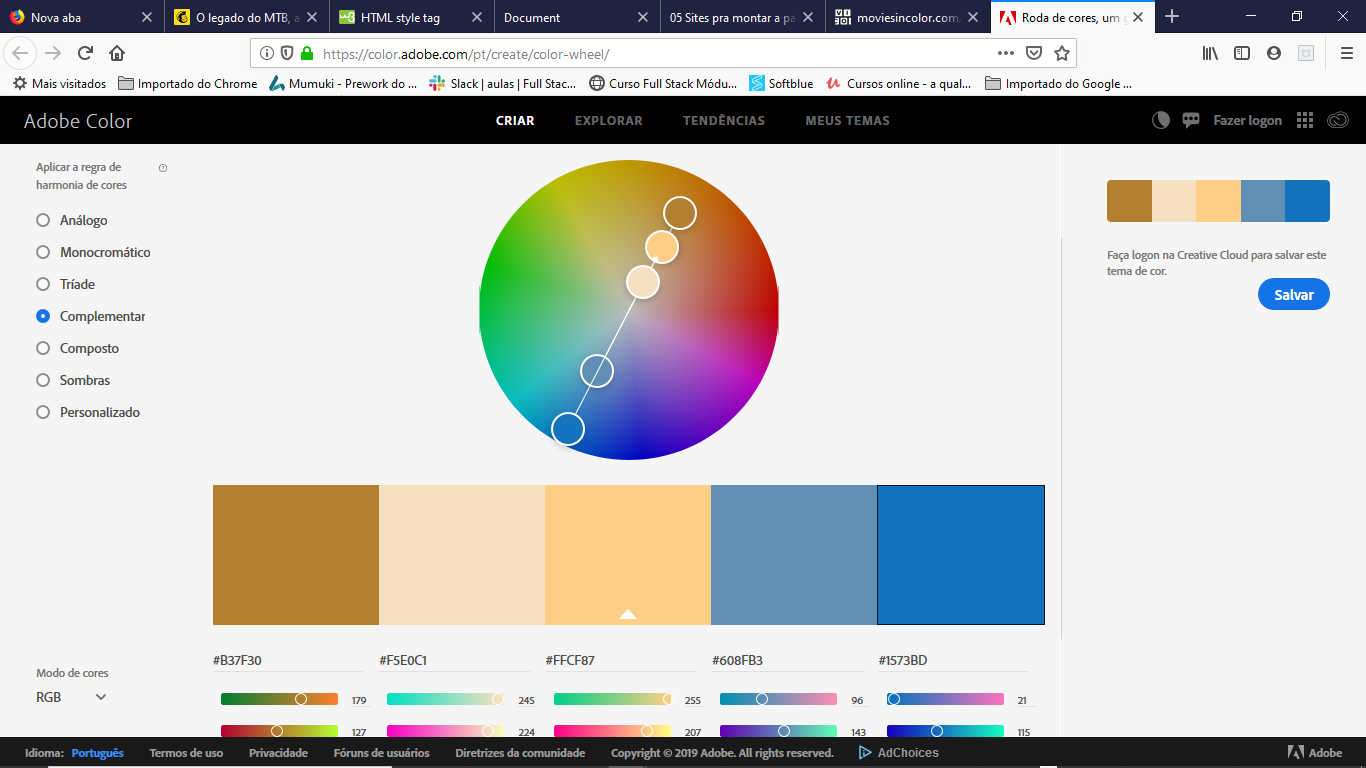 Nova aba
O legado do MTB, a
HTML style tag
Document
05 Sites pra montar a pa
moviesincolor.com
Roda de cores, um g
https://color.adobe.com/pt/create/color-wheel/
Mais visitados
Importado do Chrome
Mumuki - Prework do ...
Slack | aulas | Full Stac...
Curso Full Stack Módu...
Softblue
Cursos online - a qual...
Importado do Google ...
Adobe Color
CRIAR
EXPLORAR
TENDÊNCIAS
MEUS TEMAS
Fazer logon
Aplicar a regra de
harmonia de cores
Análogo
Monocromático
Tríade
Complementar
Composto
Sombras
Personalizado
Faça logon na Creative Cloud para salvar este
tema de cor.
Salvar
#B37F30
#F5E0C1
#FFCF87
#608FB3
#1573BD
Modo de cores
RGB
179
245
255
96
21
127
224
207
143
115
Idioma: Português
Termos de uso
Privacidade
Fóruns de usuários
Diretrizes da comunidade
Copyright © 2019 Adobe. All rights reserved.
AdChoices
Adobe